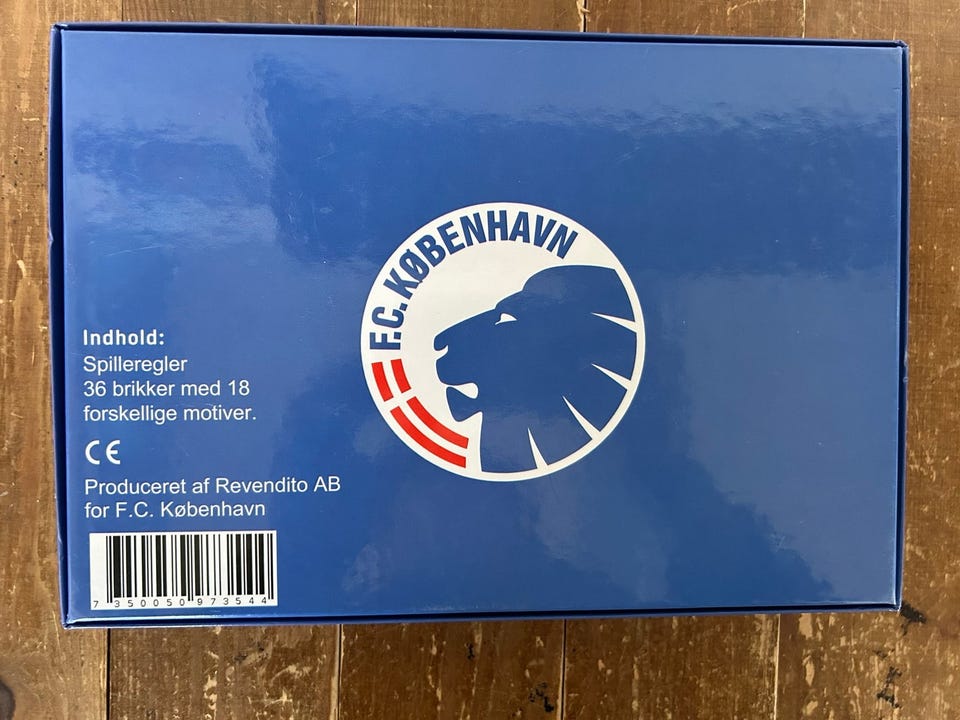 F.C. KØBENHAVN
Indhold:
Spilleregler
36 brikker med 18
forskellige motiver.
CE
Produceret af Revendito AB
for F.C. København
7 350050 973544